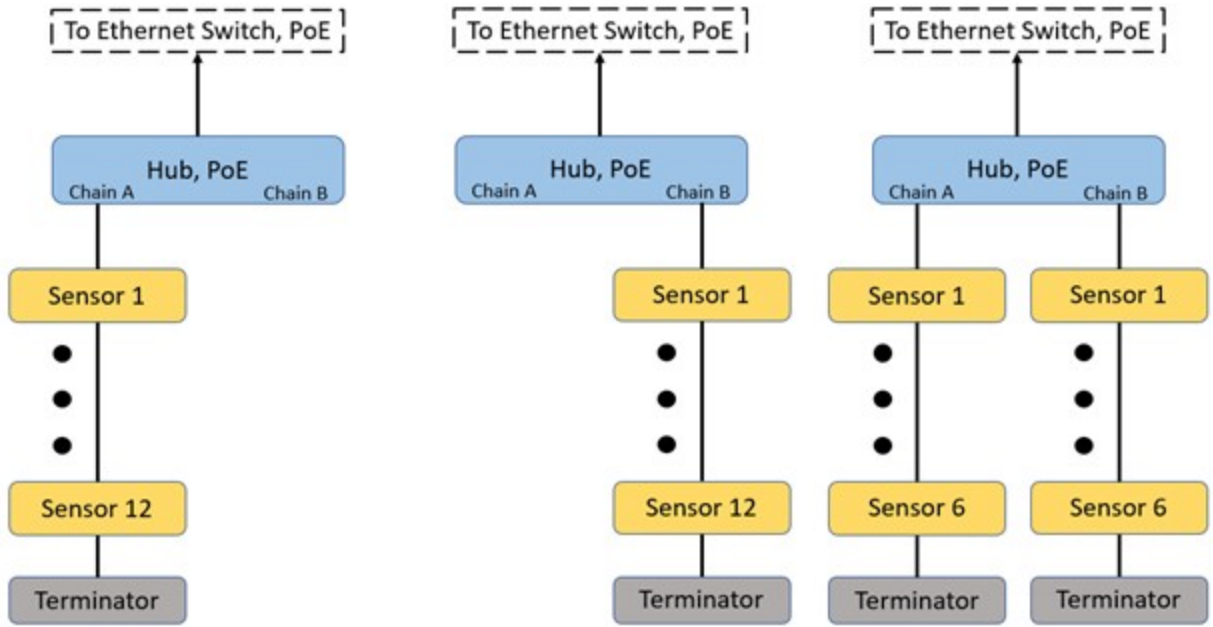 To Ethernet Switch, PoE
Hub, PoE
Chain A
Chain B
Sensor 1
Sensor 12
Terminator
To Ethernet Switch, PoE
Hub, PoE
Chain A
Chain B
Sensor 1
Sensor 12
Terminator
To Ethernet Switch, PoE
Hub, PoE
Chain A
Chain B
Sensor 1
Sensor 6
Terminator
Sensor 1
Sensor 6
Terminator